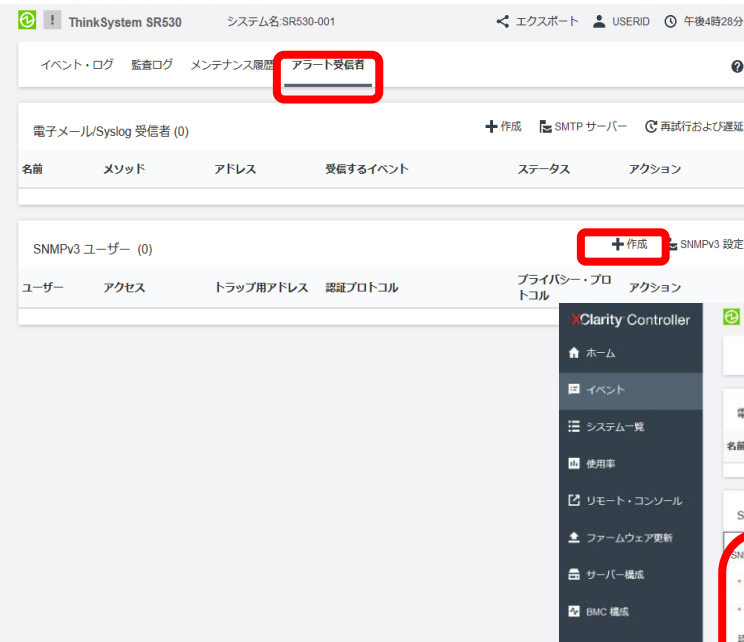 ThinkSystem SR530 システム名:SR530-001 エクスポート USERID 午後4時28分
イベント・ログ 監査ログ メンテナンス履歴 アラート受信者
電子メール/Syslog 受信者 (0) 作成 SMTP サーバー 再試行および遅延
名前 メソッド アドレス 受信するイベント ステータス アクション
SNMPv3 ユーザー (0) 作成 SNMPv3 設定
ユーザー アクセス トラップ用アドレス 認証プロトコル プライバシー・プロ
トコル アクション
XClarity Controller
ホーム
イベント
システム一覧
使用率
リモート・コンソール
ファームウェア更新
サーバー構成
BMC 構成
名前